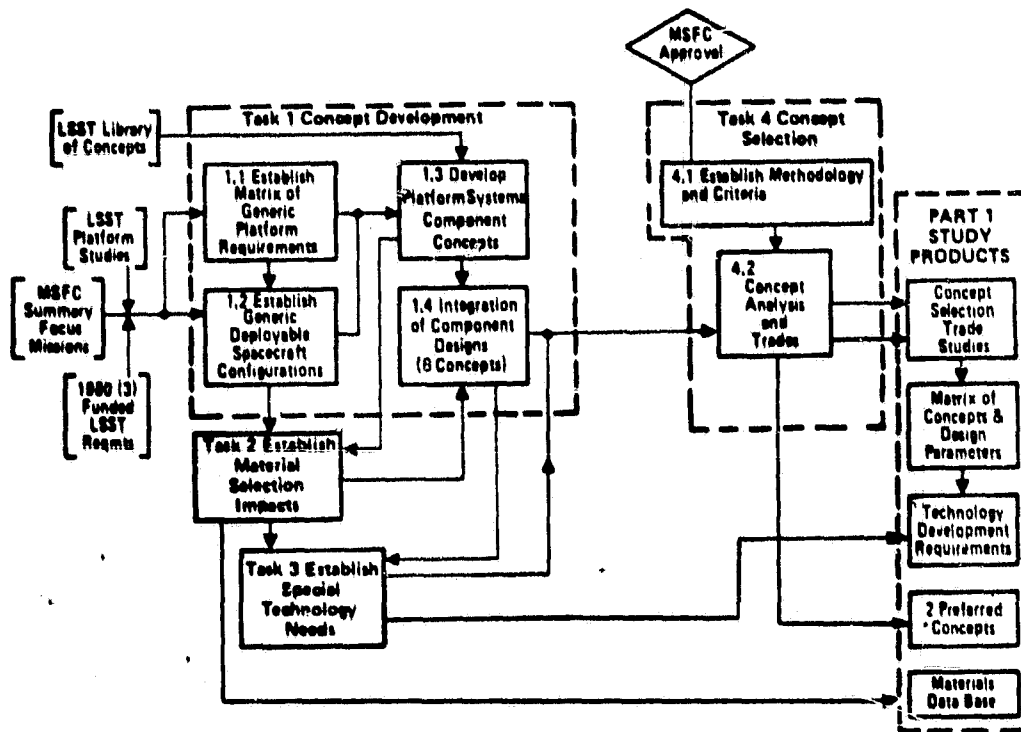 MSFC
Approval
LSST Library
of Concepts
LSST
Platform
Studies
MSFC
Summary
Focus
Missions
1980 (3)
Funded
LSST
Reqmts
Task 1 Concept Development
1.1 Establish
Matrix of
Generic
Platform
Requirements
1.2 Establish
Generic
Deployable
Spacecraft
Configurations
1.3 Develop
Platform Systems
Component
Concepts
1.4 Integration
of Component
Designs
(8 Concepts)
Task 2 Establish
Material
Selection
Impacts
Task 3 Establish
Special
Technology
Needs
Task 4 Concept
Selection
4.1 Establish Methodology
and Criteria
4.2
Concept
Analysis
and
Trades
PART 1
STUDY
PRODUCTS
Concept
Selection
Trade
Studies
Matrix of
Concepts &
Design
Parameters
Technology
Development
Requirements
2 Preferred
Concepts
Materials
Data Base